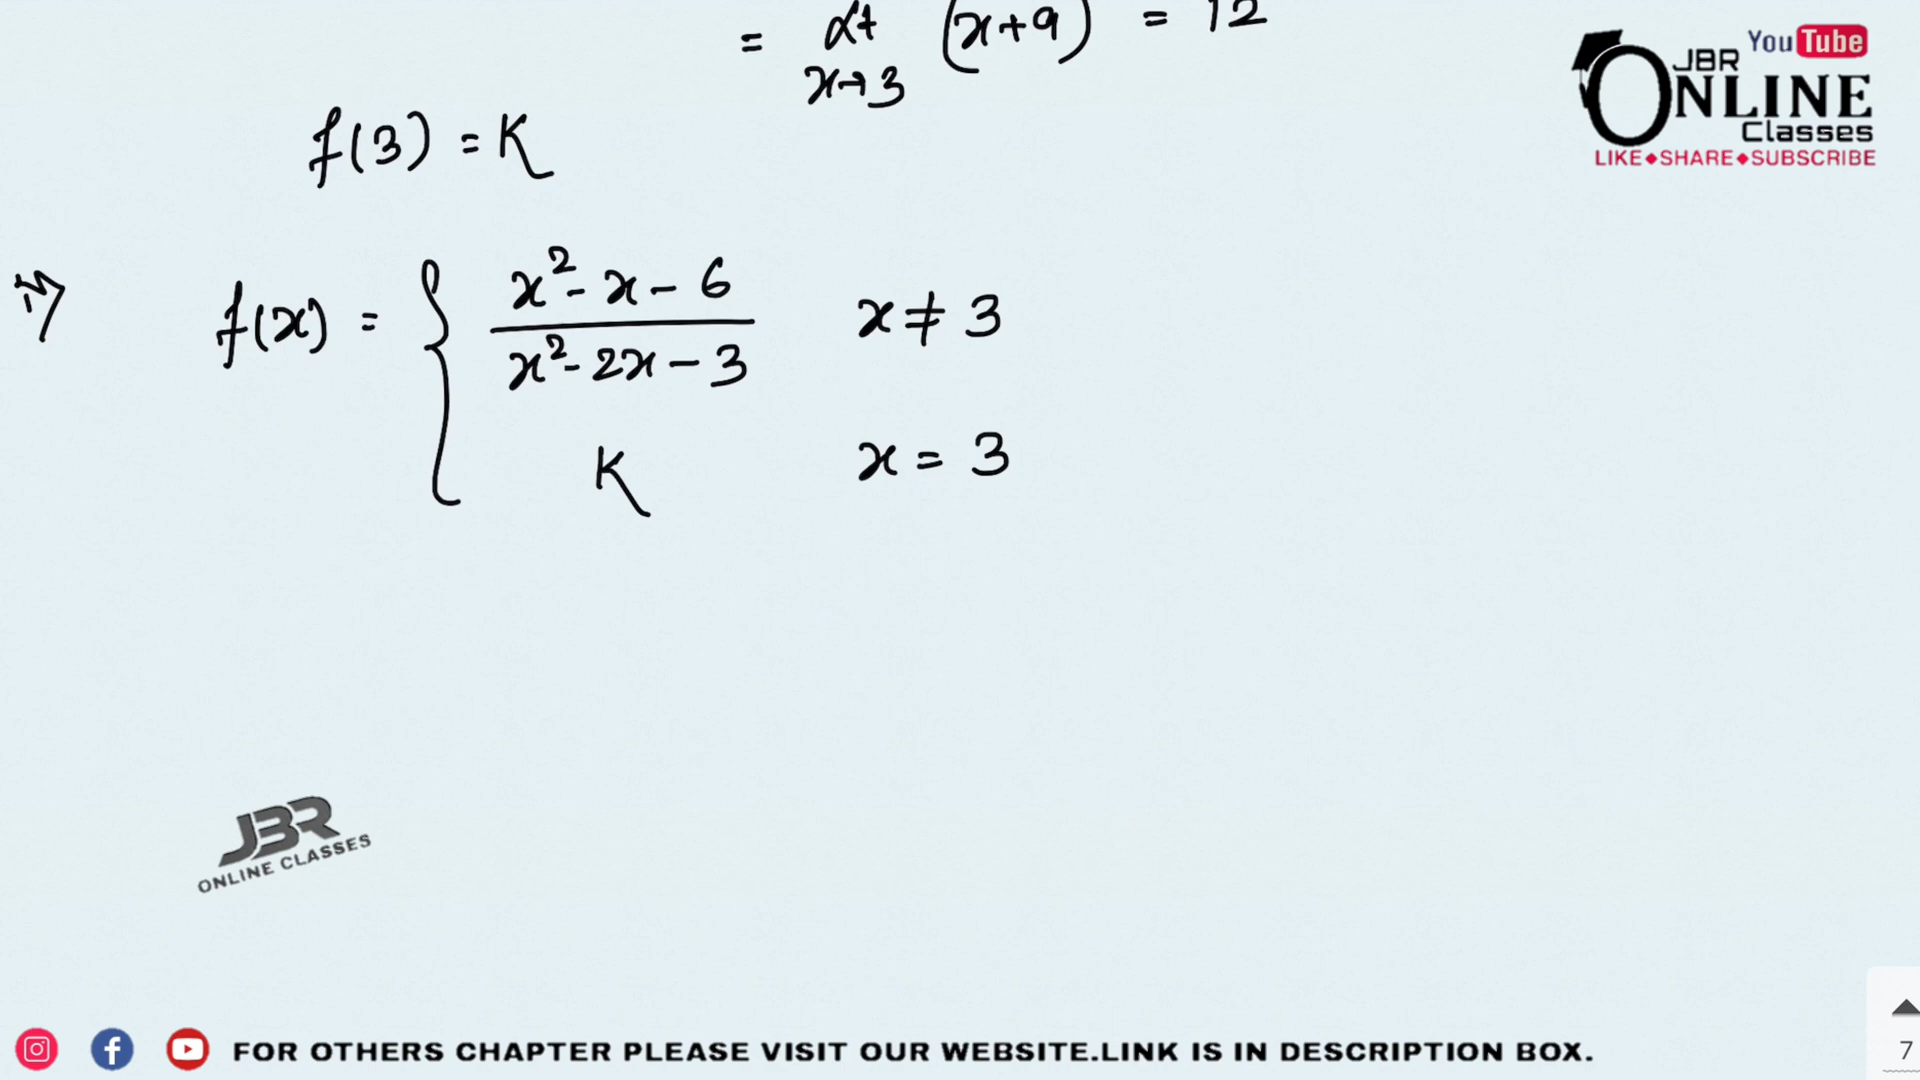 = Lt (x+9) = 12
x→3
f(3) = K
f(x) = { x² - x - 6 / x² - 2x - 3   x ≠ 3
K   x = 3
YouTube
JBR
ONLINE
Classes
LIKE◆SHARE◆SUBSCRIBE
JBR
ONLINE CLASSES
FOR OTHERS CHAPTER PLEASE VISIT OUR WEBSITE.LINK IS IN DESCRIPTION BOX.
7